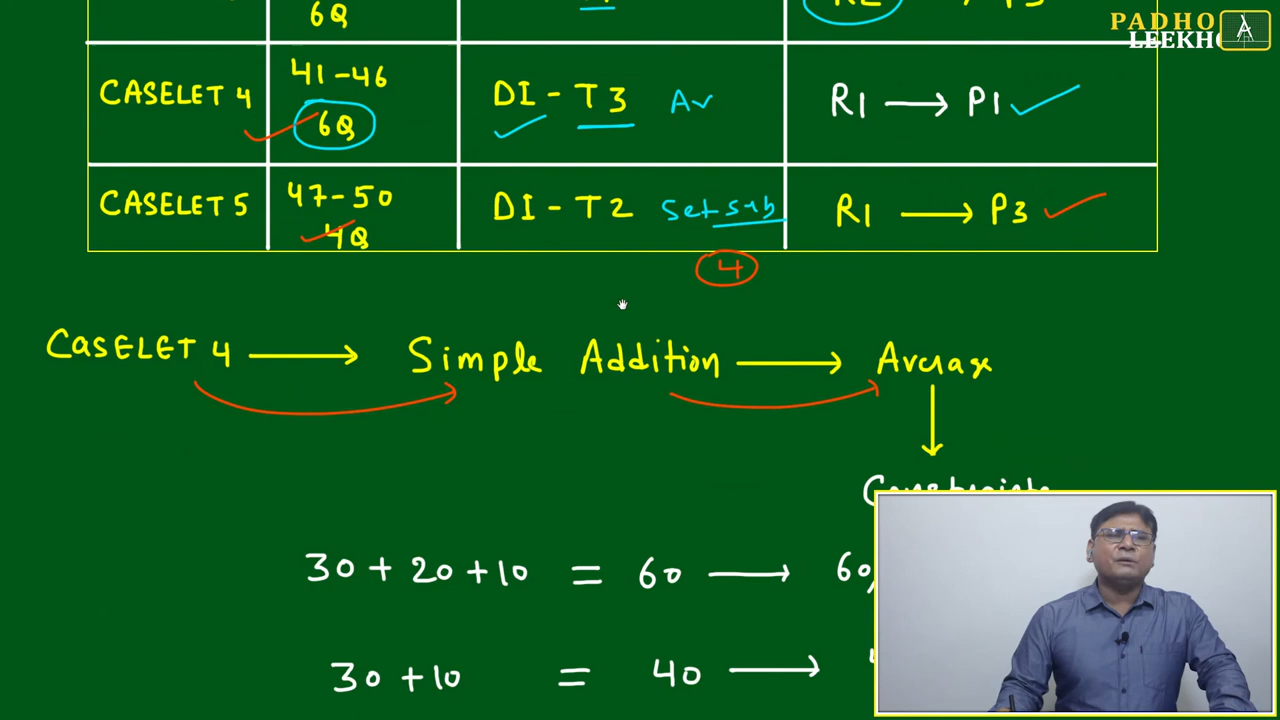 6Q
PADHO
LEEKHO
CASELET 4
41-46
6Q
DI - T3 Av
R1 → P1
CASELET 5
47-50
4Q
DI - T2 Set sub
R1 → P3
4
CASELET 4 → Simple Addition → Average
30 + 20 + 10 = 60 → 60
30 + 10 = 40 →